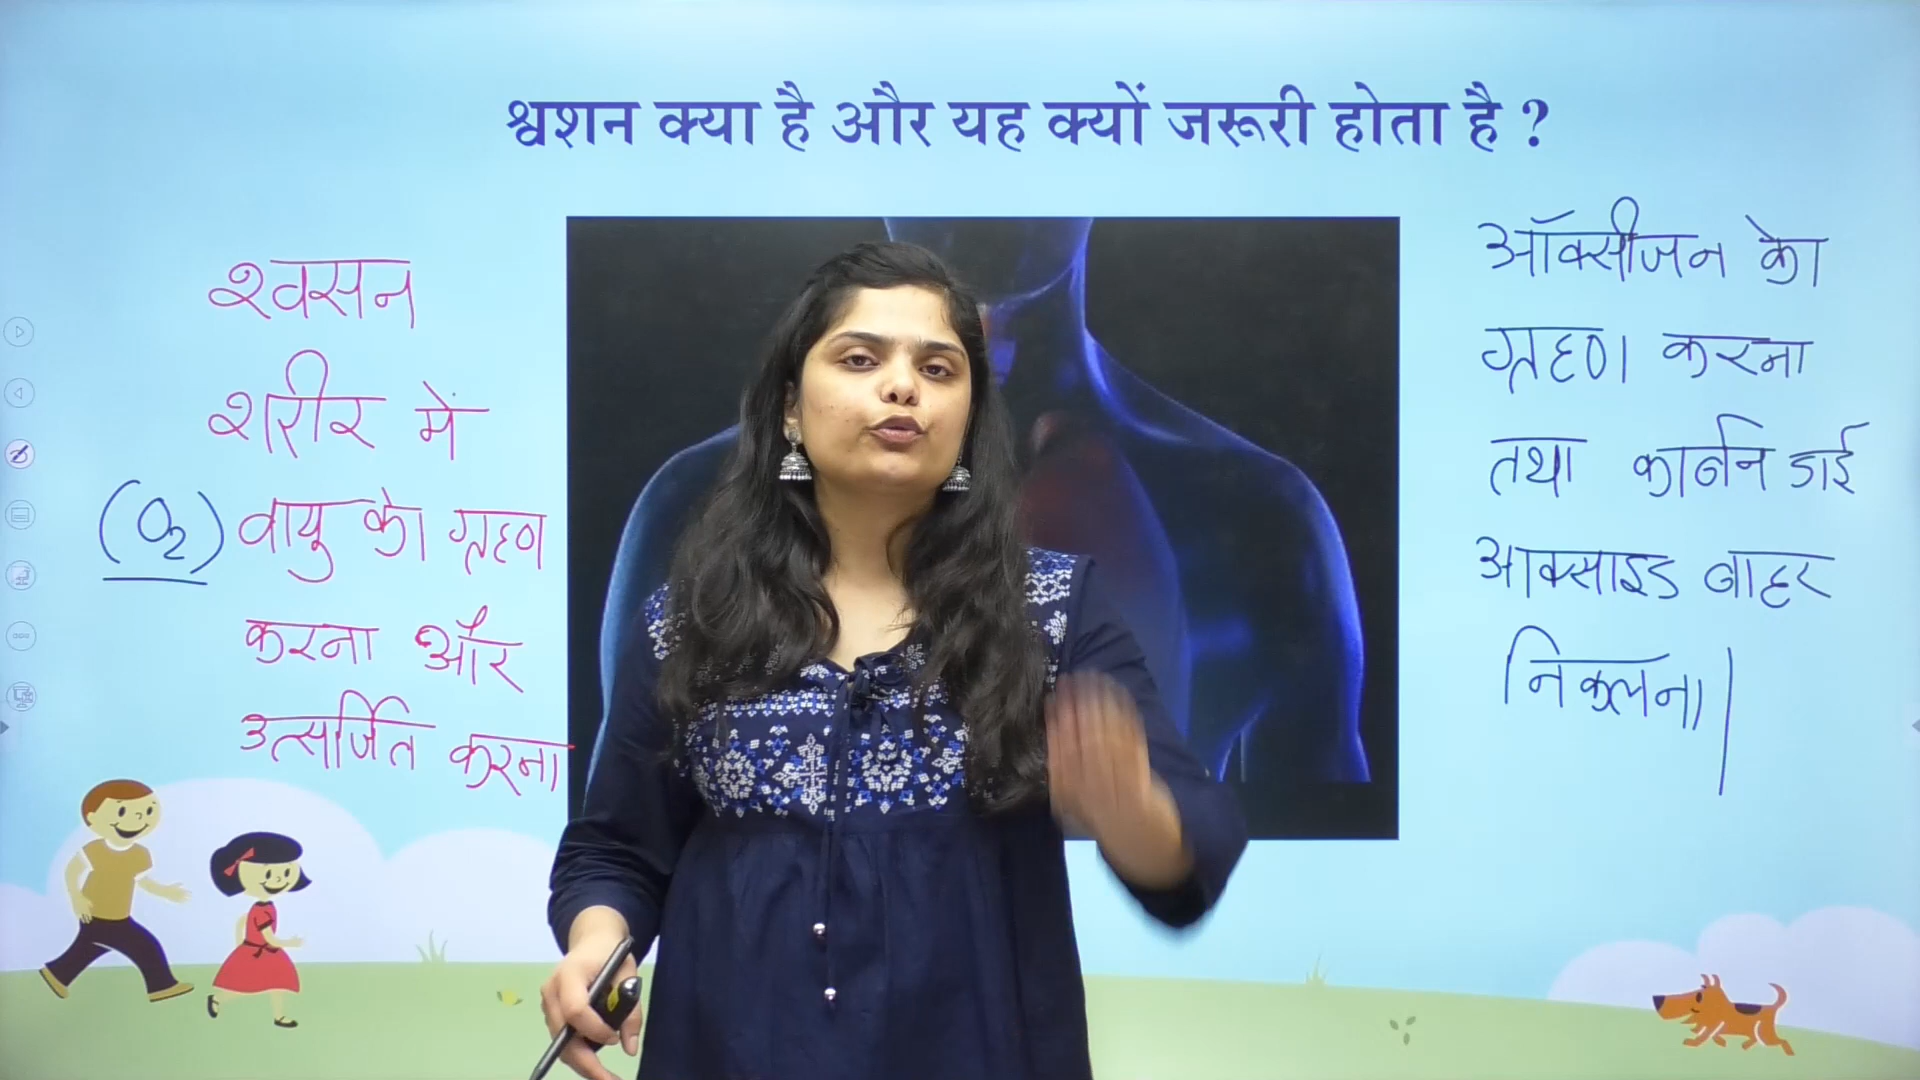 श्वशन क्या है और यह क्यों जरूरी होता है ?
श्वसन
शरीर में
(O₂) वायु को ग्रहण
करना और
उत्सर्जित करना
ऑक्सीजन को
ग्रहण करना
तथा कार्बन डाई
आक्साइड बाहर
निकलना|